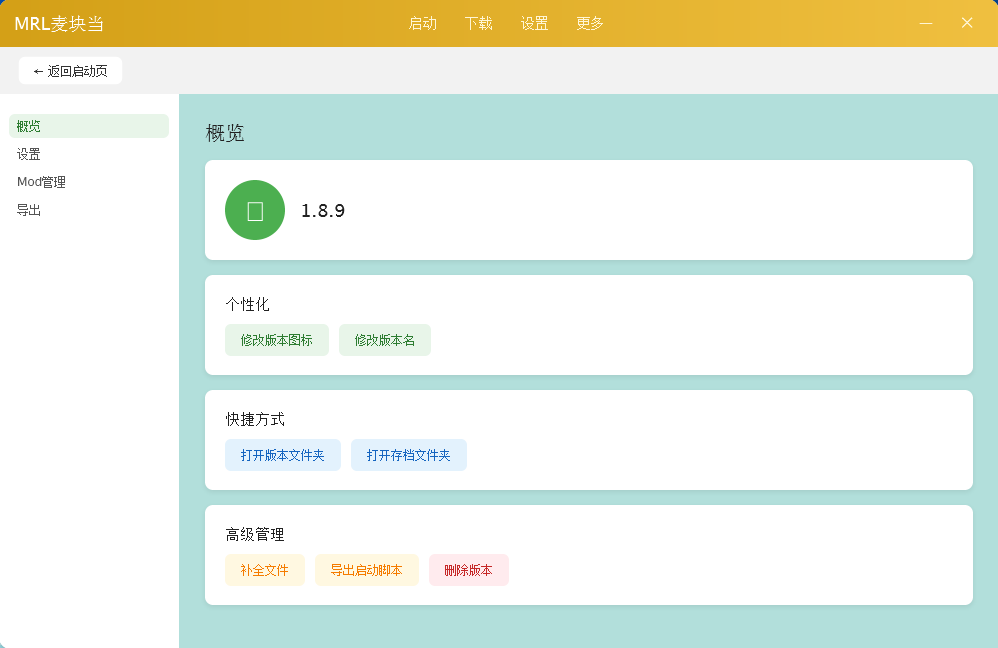 MRL麦块当
启动 下载 设置 更多
← 返回启动页
概览
设置
Mod管理
导出
概览
1.8.9
个性化
修改版本图标 修改版本名
快捷方式
打开版本文件夹 打开存档文件夹
高级管理
补全文件 导出启动脚本 删除版本